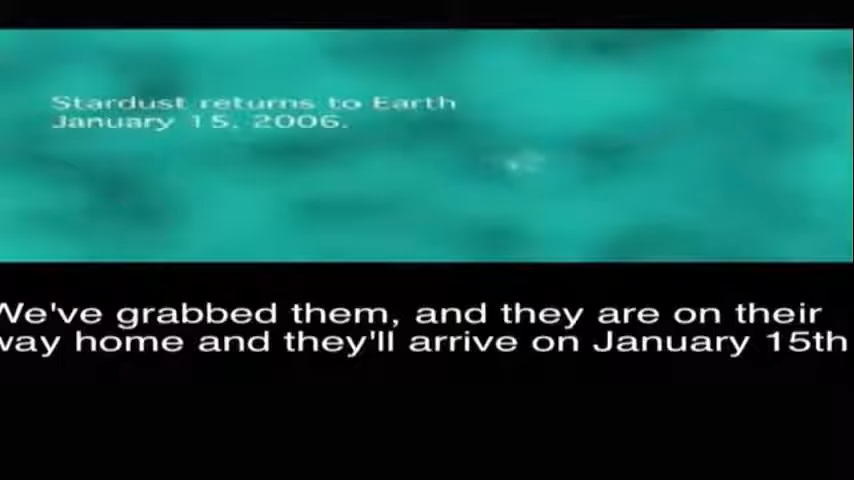 Stardust returns to Earth
January 15, 2006.
We've grabbed them, and they are on their
way home and they'll arrive on January 15th